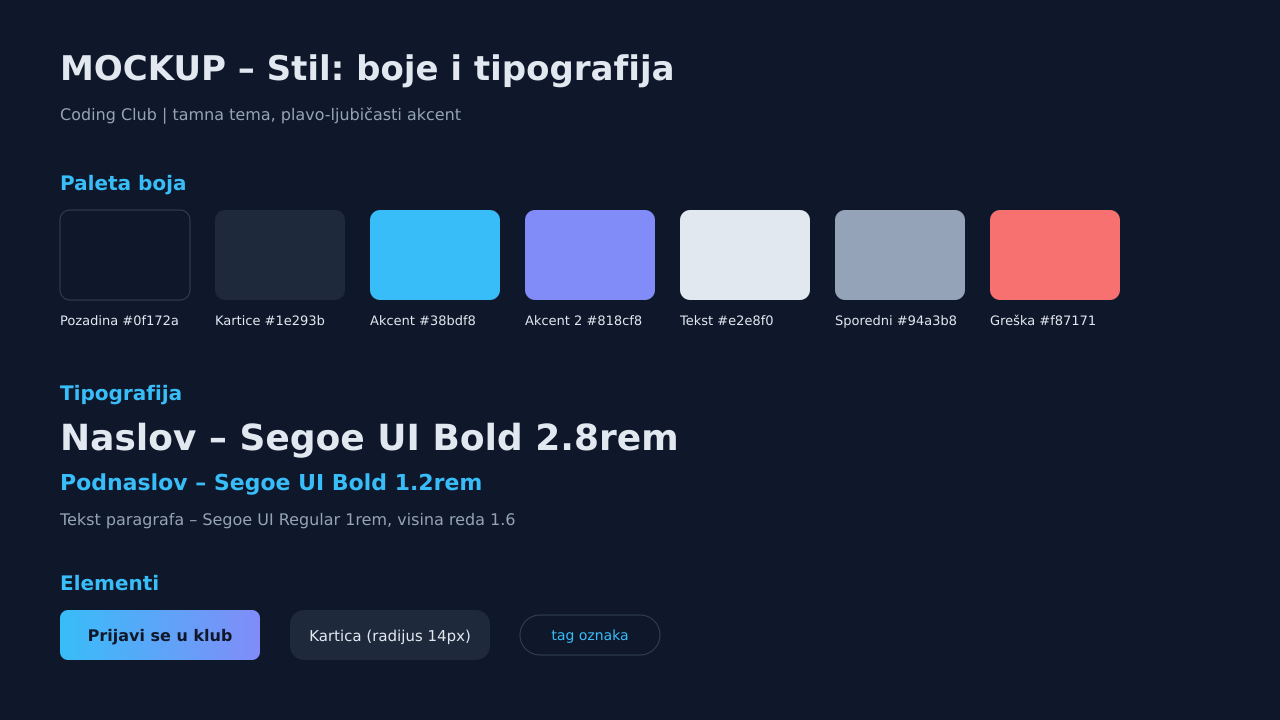 MOCKUP – Stil: boje i tipografija
Coding Club | tamna tema, plavo-ljubičasti akcent
Paleta boja
Pozadina #0f172a
Kartice #1e293b
Akcent #38bdf8
Akcent 2 #818cf8
Tekst #e2e8f0
Sporedni #94a3b8
Greška #f87171
Tipografija
Naslov – Segoe UI Bold 2.8rem
Podnaslov – Segoe UI Bold 1.2rem
Tekst paragrafa – Segoe UI Regular 1rem, visina reda 1.6
Elementi
Prijavi se u klub
Kartica (radijus 14px)
tag oznaka